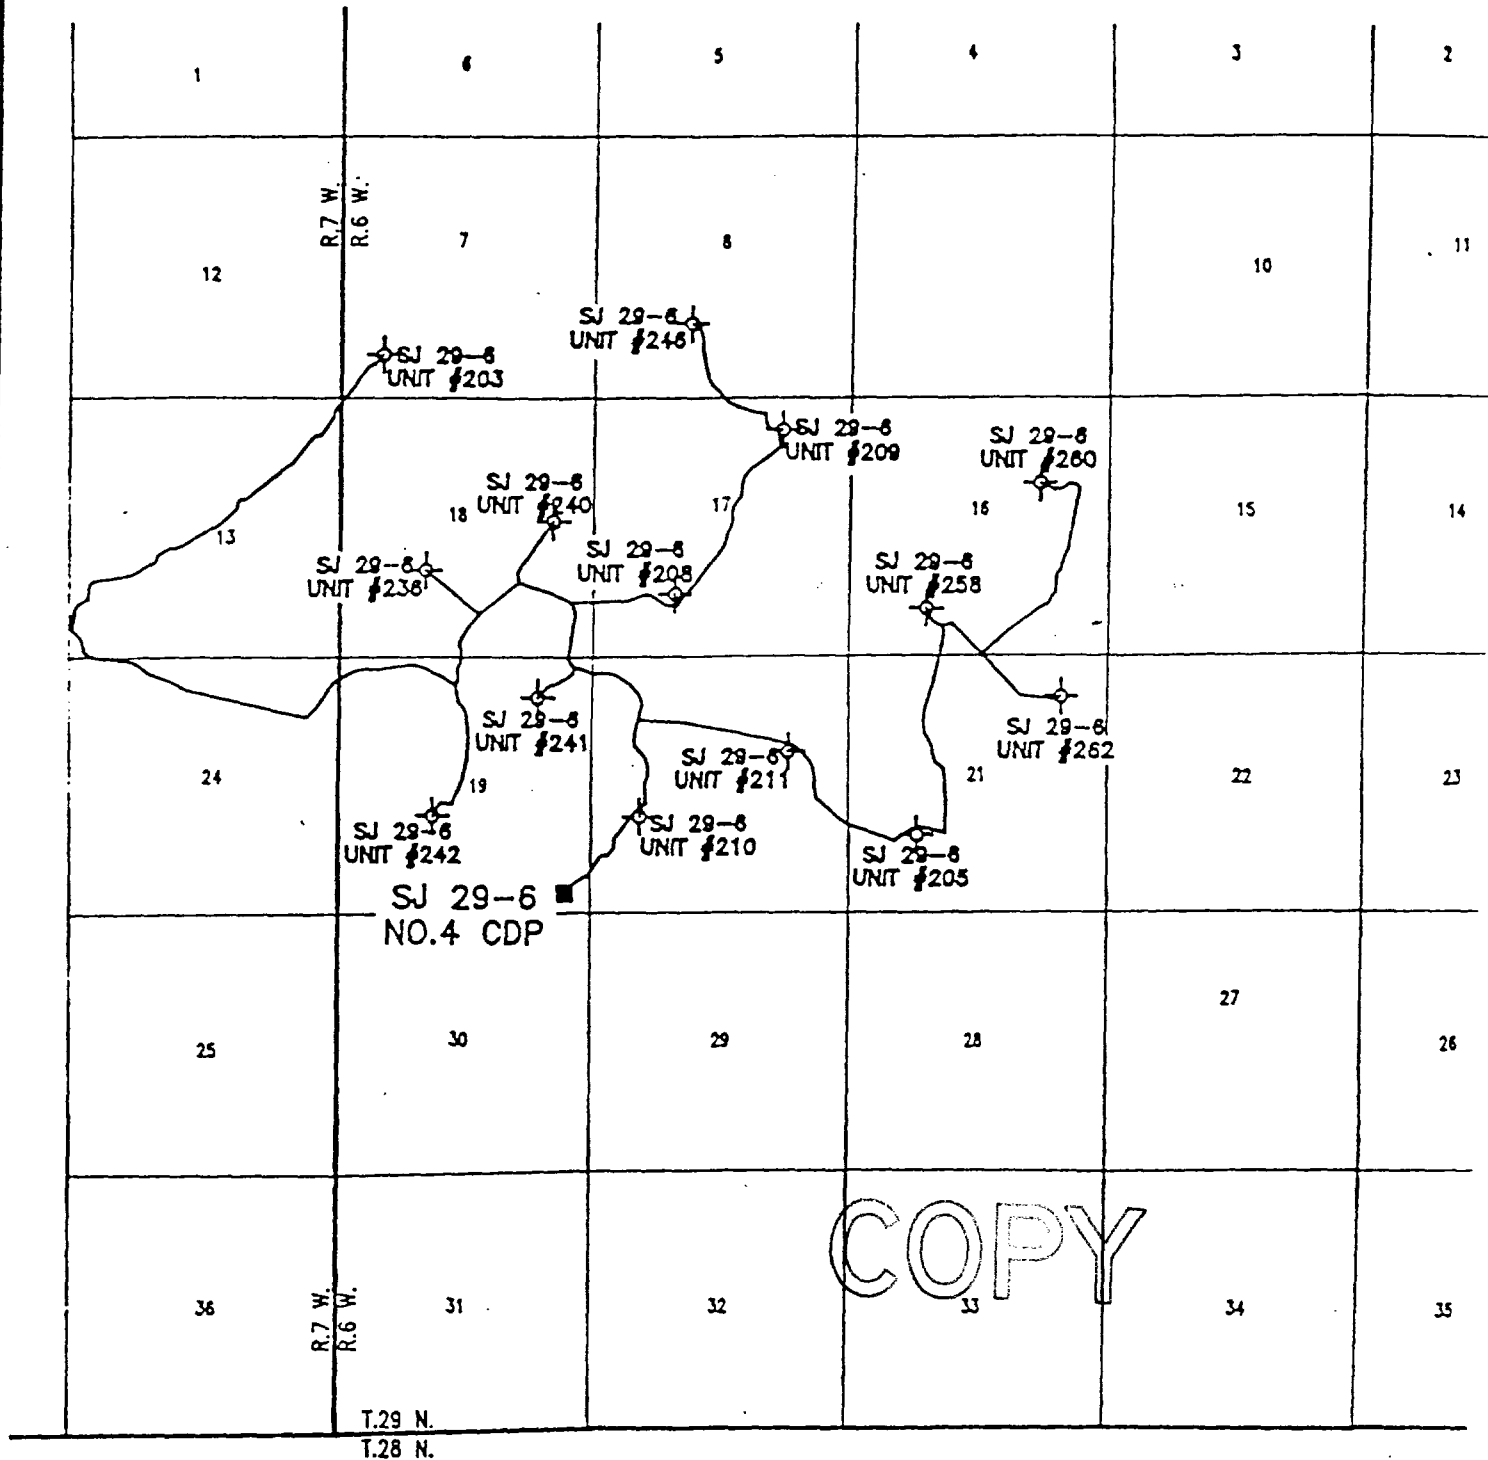 1
6
5
4
3
2
R.7 W.
R.6 W.
12
7
8
10
11
SJ 29-6
UNIT #246
SJ 29-6
UNIT #203
SJ 29-6
UNIT #209
SJ 29-6
UNIT #260
SJ 29-6
UNIT #240
13
18
17
16
15
14
SJ 29-6
UNIT #236
SJ 29-6
UNIT #208
SJ 29-6
UNIT #258
SJ 29-6
UNIT #241
SJ 29-6
UNIT #262
SJ 29-6
UNIT #211
24
19
21
22
23
SJ 29-6
UNIT #242
SJ 29-6
UNIT #210
SJ 29-6
UNIT #205
SJ 29-6
NO.4 CDP
25
30
29
28
27
26
COPY
36
R.7 W.
R.6 W.
31
32
33
34
35
T.29 N.
T.28 N.